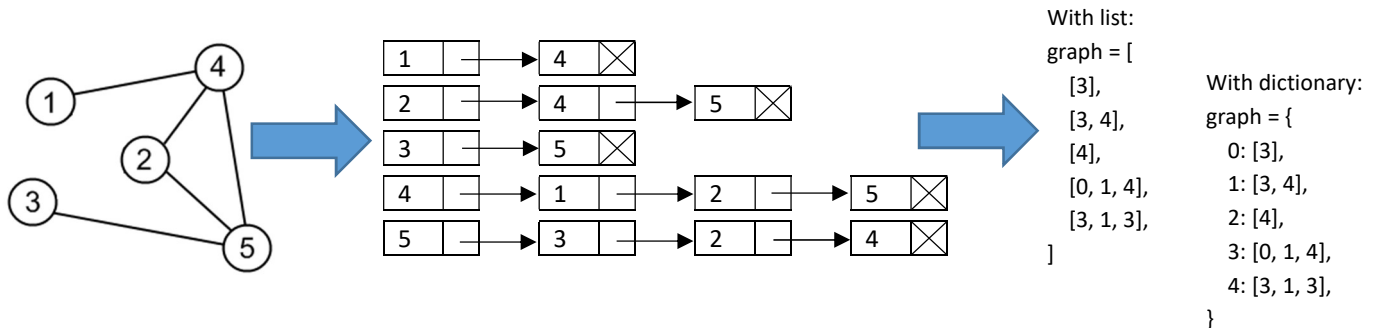 1
4
2
3
5
1 4
2 4 5
3 5
4 1 2 5
5 3 2 4
With list:
graph = [
[3],
[3, 4],
[4],
[0, 1, 4],
[3, 1, 3],
]
With dictionary:
graph = {
0: [3],
1: [3, 4],
2: [4],
3: [0, 1, 4],
4: [3, 1, 3],
}